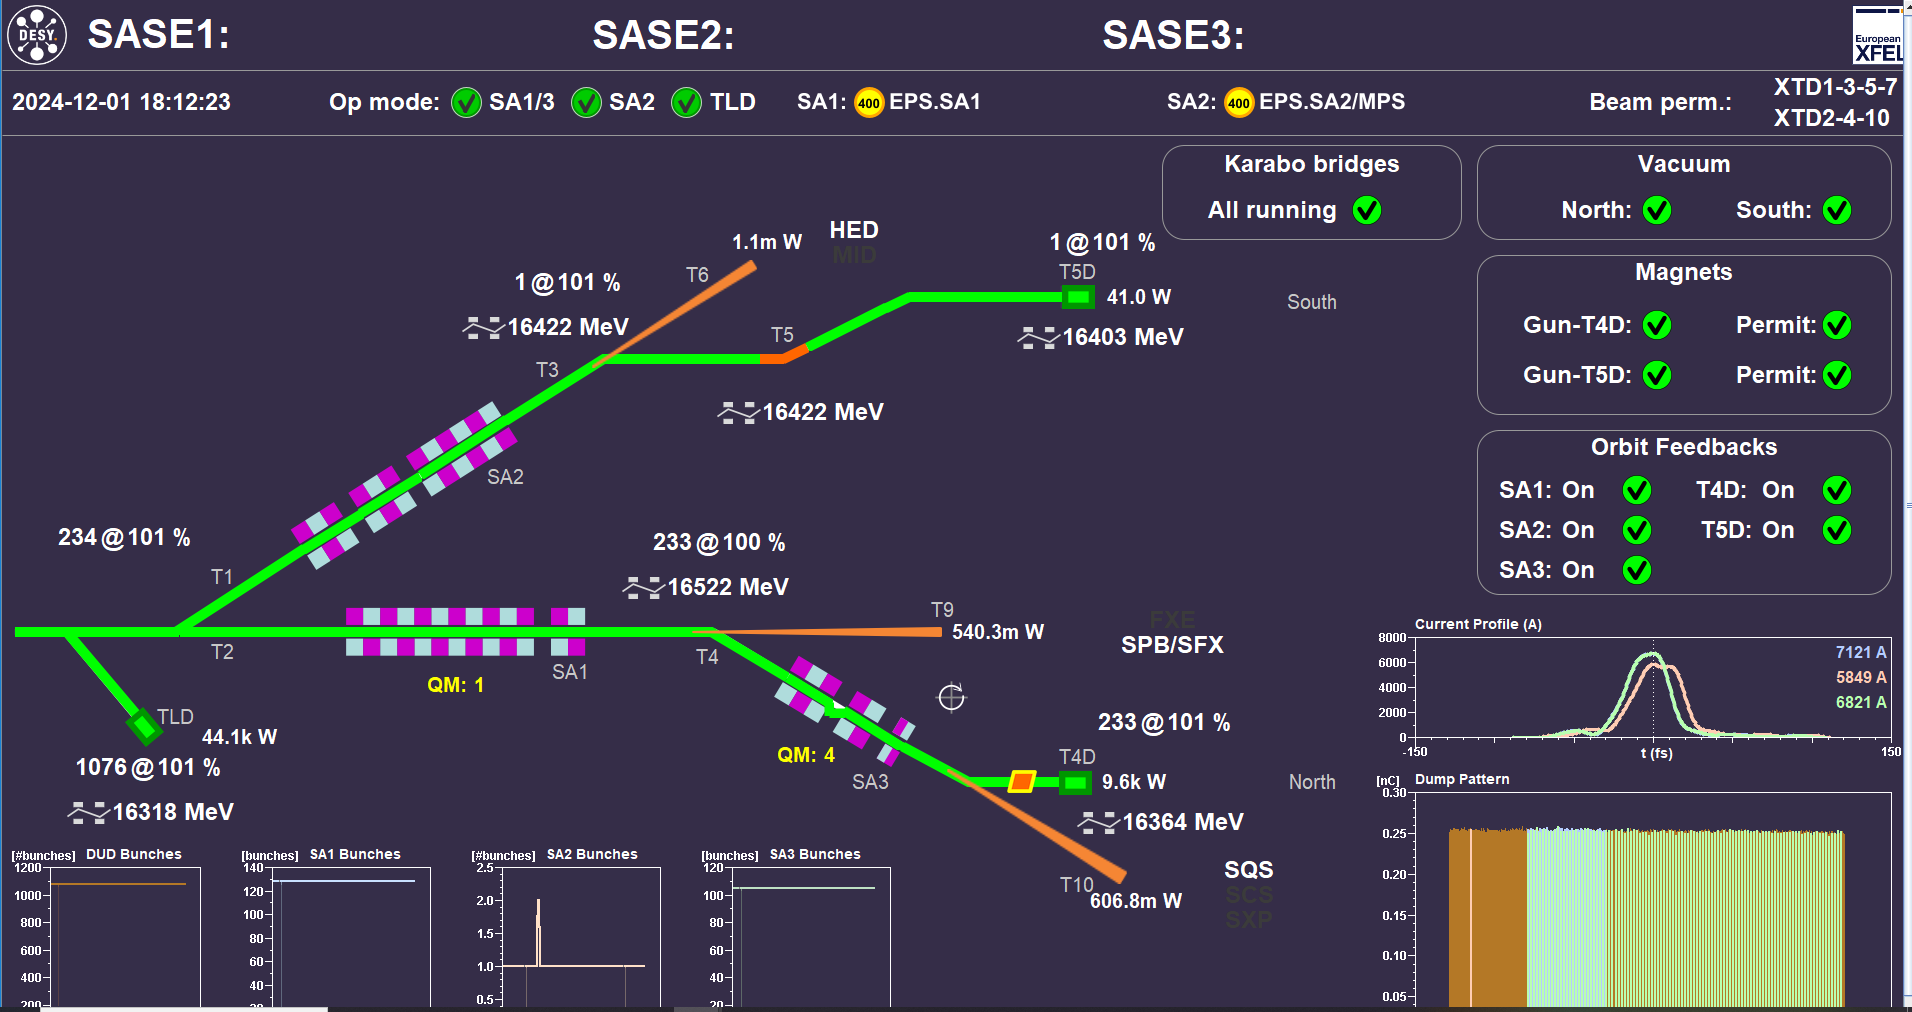 DESY.
SASE1:
SASE2:
SASE3:
European
XFEL
2024-12-01 18:12:23
Op mode: SA1/3 SA2 TLD
SA1: 400 EPS.SA1
SA2: 400 EPS.SA2/MPS
Beam perm.:
XTD1-3-5-7
XTD2-4-10
Karabo bridges
All running
Vacuum
North: South:
Magnets
Gun-T4D: Permit:
Gun-T5D: Permit:
Orbit Feedbacks
SA1: On T4D: On
SA2: On T5D: On
SA3: On
1.1m W
HED
MID
T6
1@101 %
16422 MeV
T3
T5
16422 MeV
1@101 %
T5D
41.0 W
16403 MeV
South
SA2
234@101 %
T1
T2
233@100 %
16522 MeV
SA1
QM: 1
T4
T9
540.3m W
FXE
SPB/SFX
TLD
44.1k W
1076@101 %
16318 MeV
QM: 4
SA3
233@101 %
T4D
9.6k W
16364 MeV
North
T10
606.8m W
SQS
SCS
SXP
Current Profile (A)
8000
6000
4000
2000
0
-150
150
t (fs)
7121 A
5849 A
6821 A
[nC] Dump Pattern
0.30
0.25
0.20
0.15
0.10
0.05
[#bunches] DUD Bunches
1200
1000
800
600
400
200
[bunches] SA1 Bunches
140
120
100
80
60
40
20
[#bunches] SA2 Bunches
2.5
2.0
1.5
1.0
0.5
[bunches] SA3 Bunches
120
100
80
60
40
20